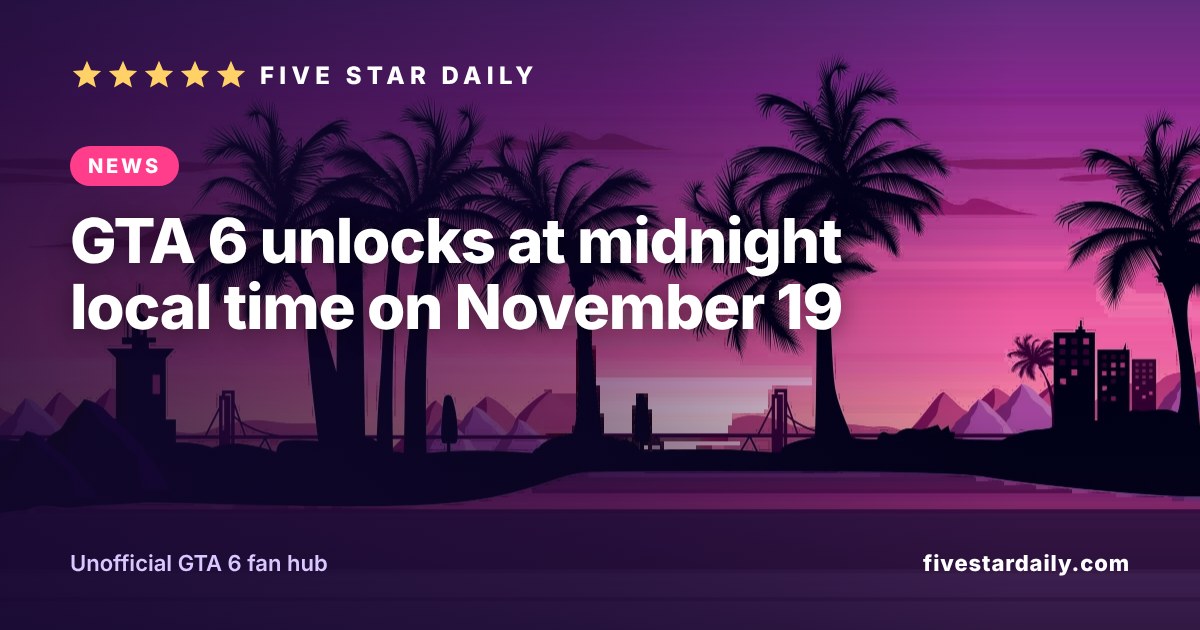 FIVE STAR DAILY
NEWS
GTA 6 unlocks at midnight
local time on November 19
Unofficial GTA 6 fan hub
fivestardaily.com